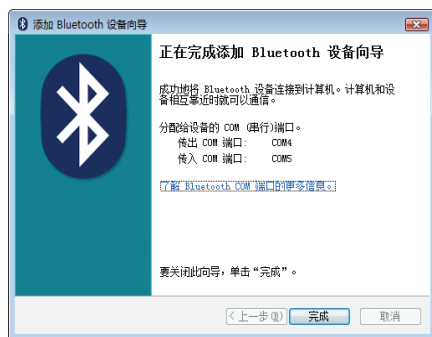 添加 Bluetooth 设备向导
正在完成添加 Bluetooth 设备向导
成功地将 Bluetooth 设备连接到计算机。计算机和设
备相互靠近时就可以通信。
分配给设备的 COM (串行)端口。
传出 COM 端口: COM4
传入 COM 端口: COM5
了解 Bluetooth COM 端口的更多信息。
要关闭此向导，单击“完成”。
<上一步(B) 完成 取消